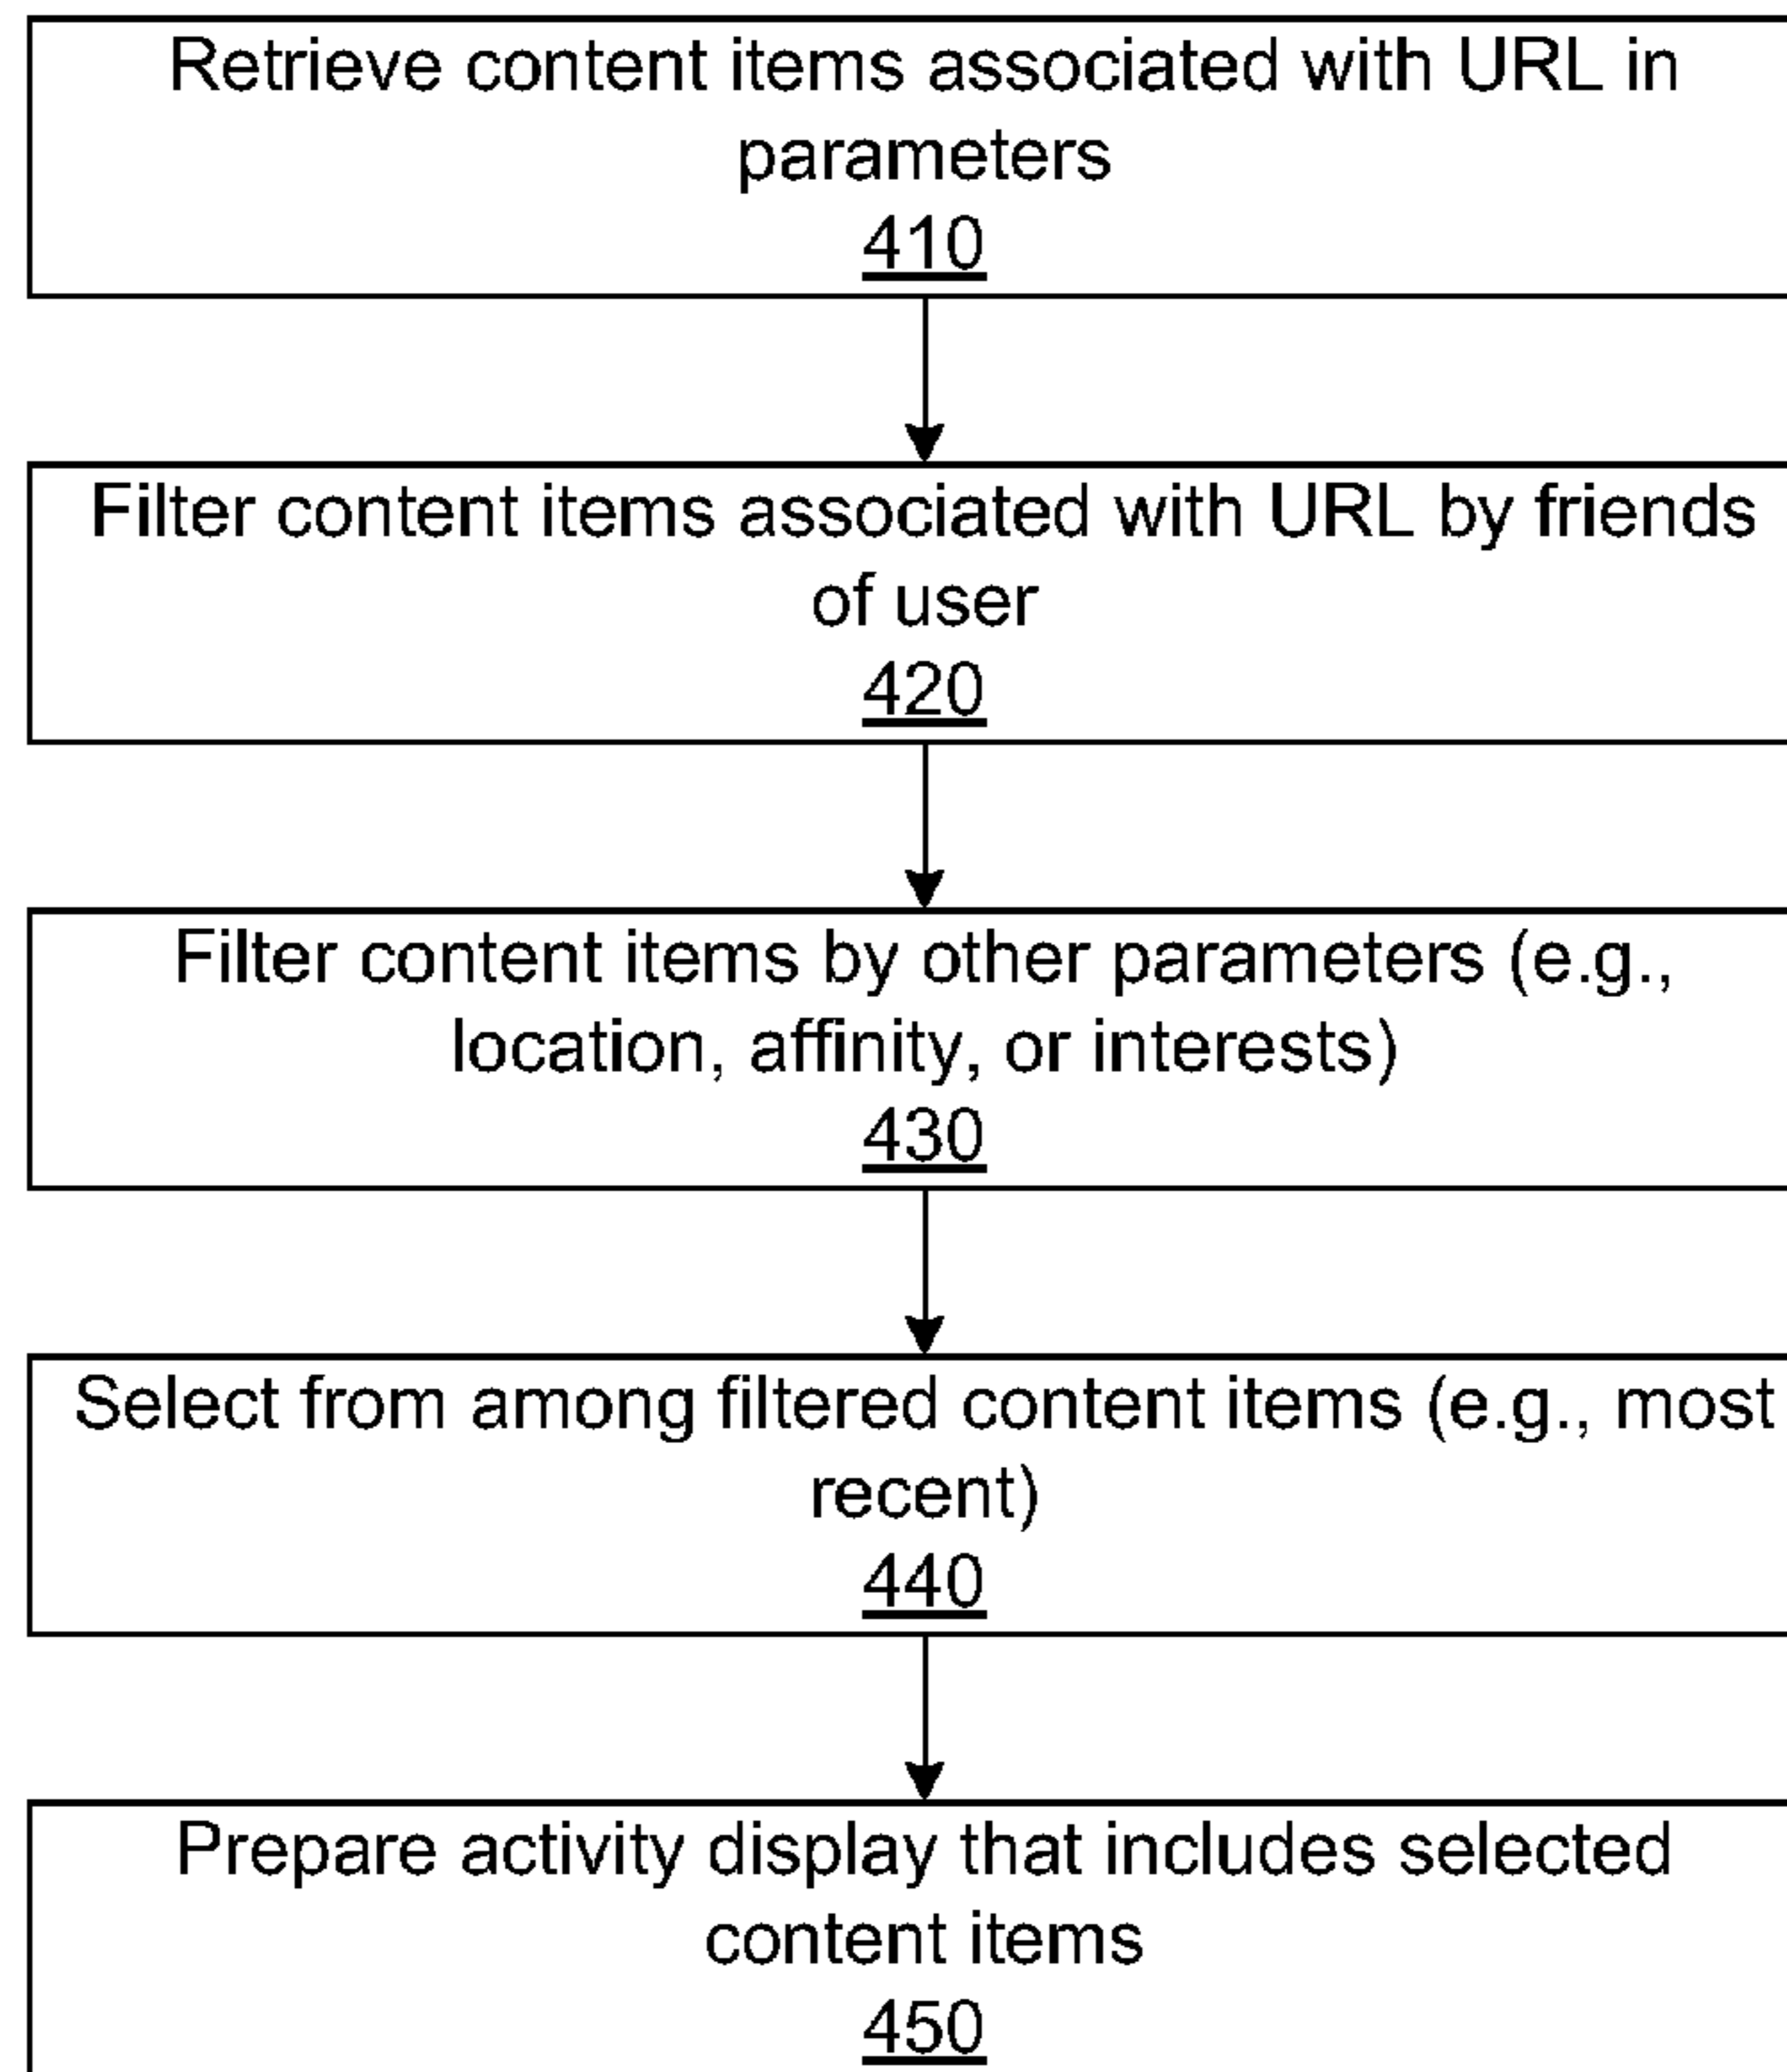 Retrieve content items associated with URL in
parameters
410
Filter content items associated with URL by friends
of user
420
Filter content items by other parameters (e.g.,
location, affinity, or interests)
430
Select from among filtered content items (e.g., most
recent)
440
Prepare activity display that includes selected
content items
450